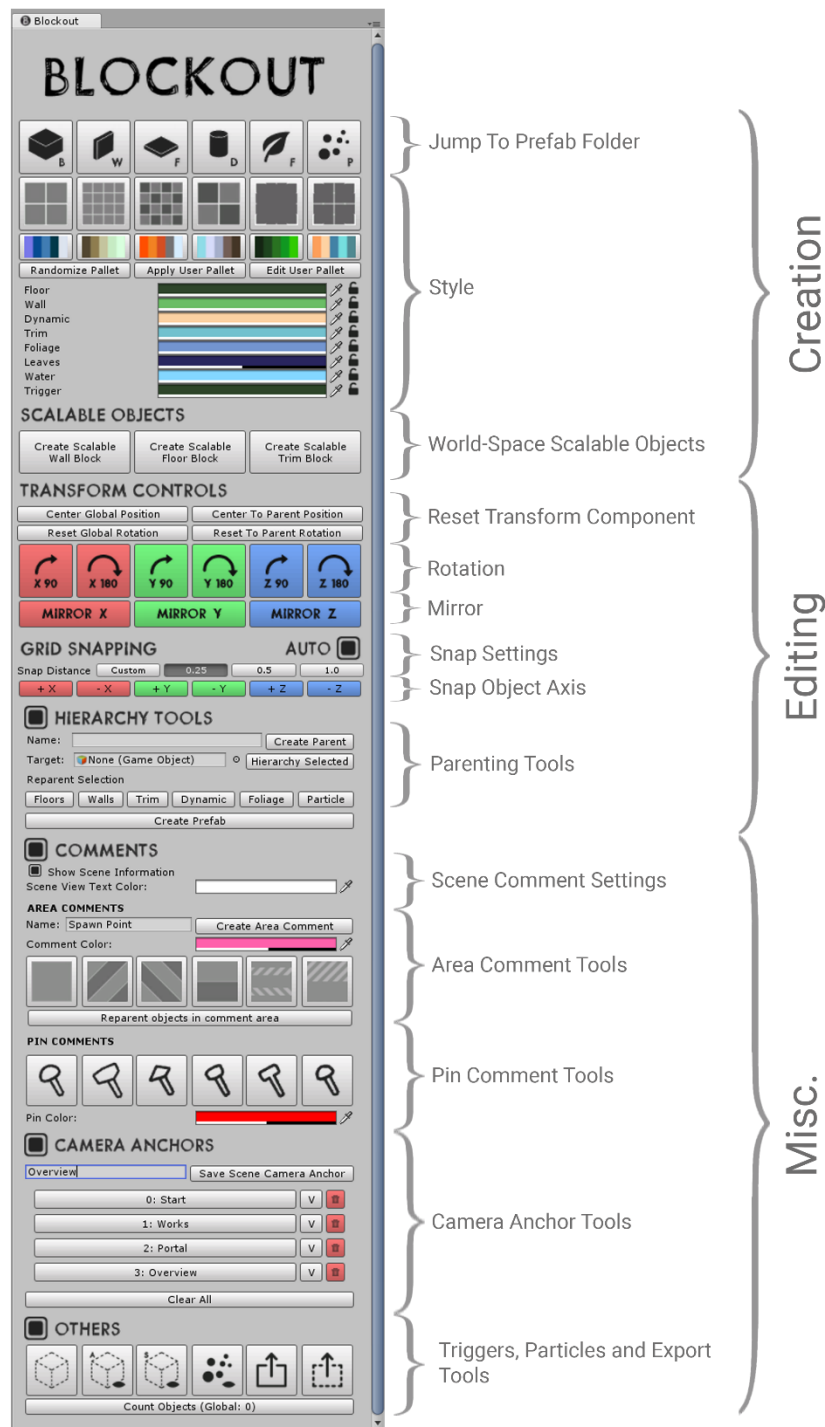 Blockout
BLOCKOUT
B W F D F P
Jump To Prefab Folder
Randomize Pallet Apply User Pallet Edit User Pallet
Style
Floor
Wall
Dynamic
Trim
Foliage
Leaves
Water
Trigger
SCALABLE OBJECTS
Create Scalable Wall Block
Create Scalable Floor Block
Create Scalable Trim Block
World-Space Scalable Objects
Creation
TRANSFORM CONTROLS
Center Global Position Center To Parent Position
Reset Global Rotation Reset To Parent Rotation
Reset Transform Component
X 90 X 180 Y 90 Y 180 Z 90 Z 180
Rotation
MIRROR X MIRROR Y MIRROR Z
Mirror
GRID SNAPPING AUTO
Snap Distance Custom 0.25 0.5 1.0
Snap Settings
+ X - X + Y - Y + Z - Z
Snap Object Axis
HIERARCHY TOOLS
Name: Create Parent
Target: None (Game Object) Hierarchy Selected
Reparent Selection
Floors Walls Trim Dynamic Foliage Particle
Create Prefab
Parenting Tools
Editing
COMMENTS
Show Scene Information
Scene View Text Color:
Scene Comment Settings
AREA COMMENTS
Name: Spawn Point Create Area Comment
Comment Color:
Reparent objects in comment area
Area Comment Tools
PIN COMMENTS
Pin Color:
Pin Comment Tools
CAMERA ANCHORS
Overview Save Scene Camera Anchor
0: Start V
1: Works V
2: Portal V
3: Overview V
Clear All
Camera Anchor Tools
OTHERS
A S
Count Objects (Global: 0)
Triggers, Particles and Export
Tools
Misc.